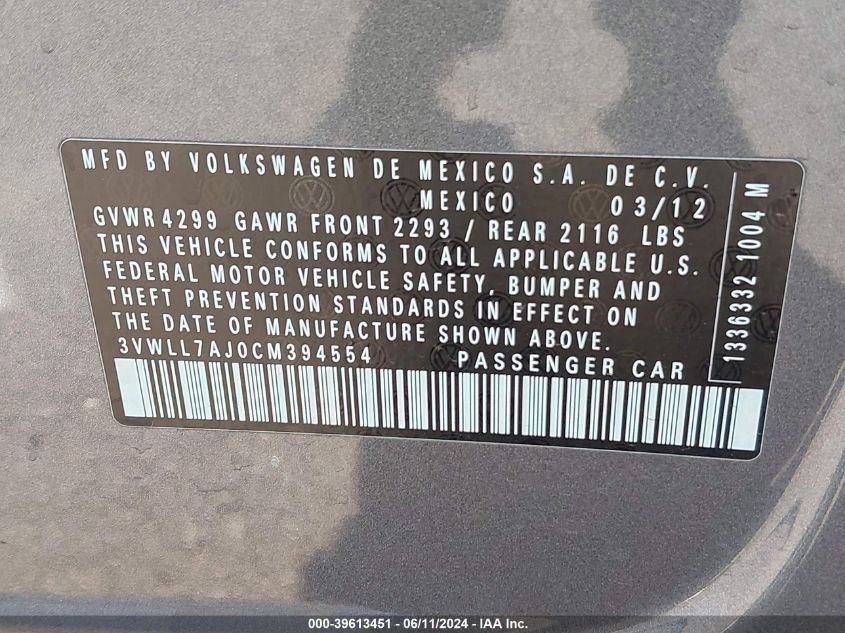 MFD BY VOLKSWAGEN DE MEXICO S.A. DE C.V.
MEXICO 03/12
GVWR 4299 GAWR FRONT 2293 / REAR 2116 LBS
THIS VEHICLE CONFORMS TO ALL APPLICABLE U.S.
FEDERAL MOTOR VEHICLE SAFETY, BUMPER AND
THEFT PREVENTION STANDARDS IN EFFECT ON
THE DATE OF MANUFACTURE SHOWN ABOVE.
3VWLL7AJ0CM394554 PASSENGER CAR
1336332 1004 M
000-39613451 - 06/11/2024 - IAA Inc.